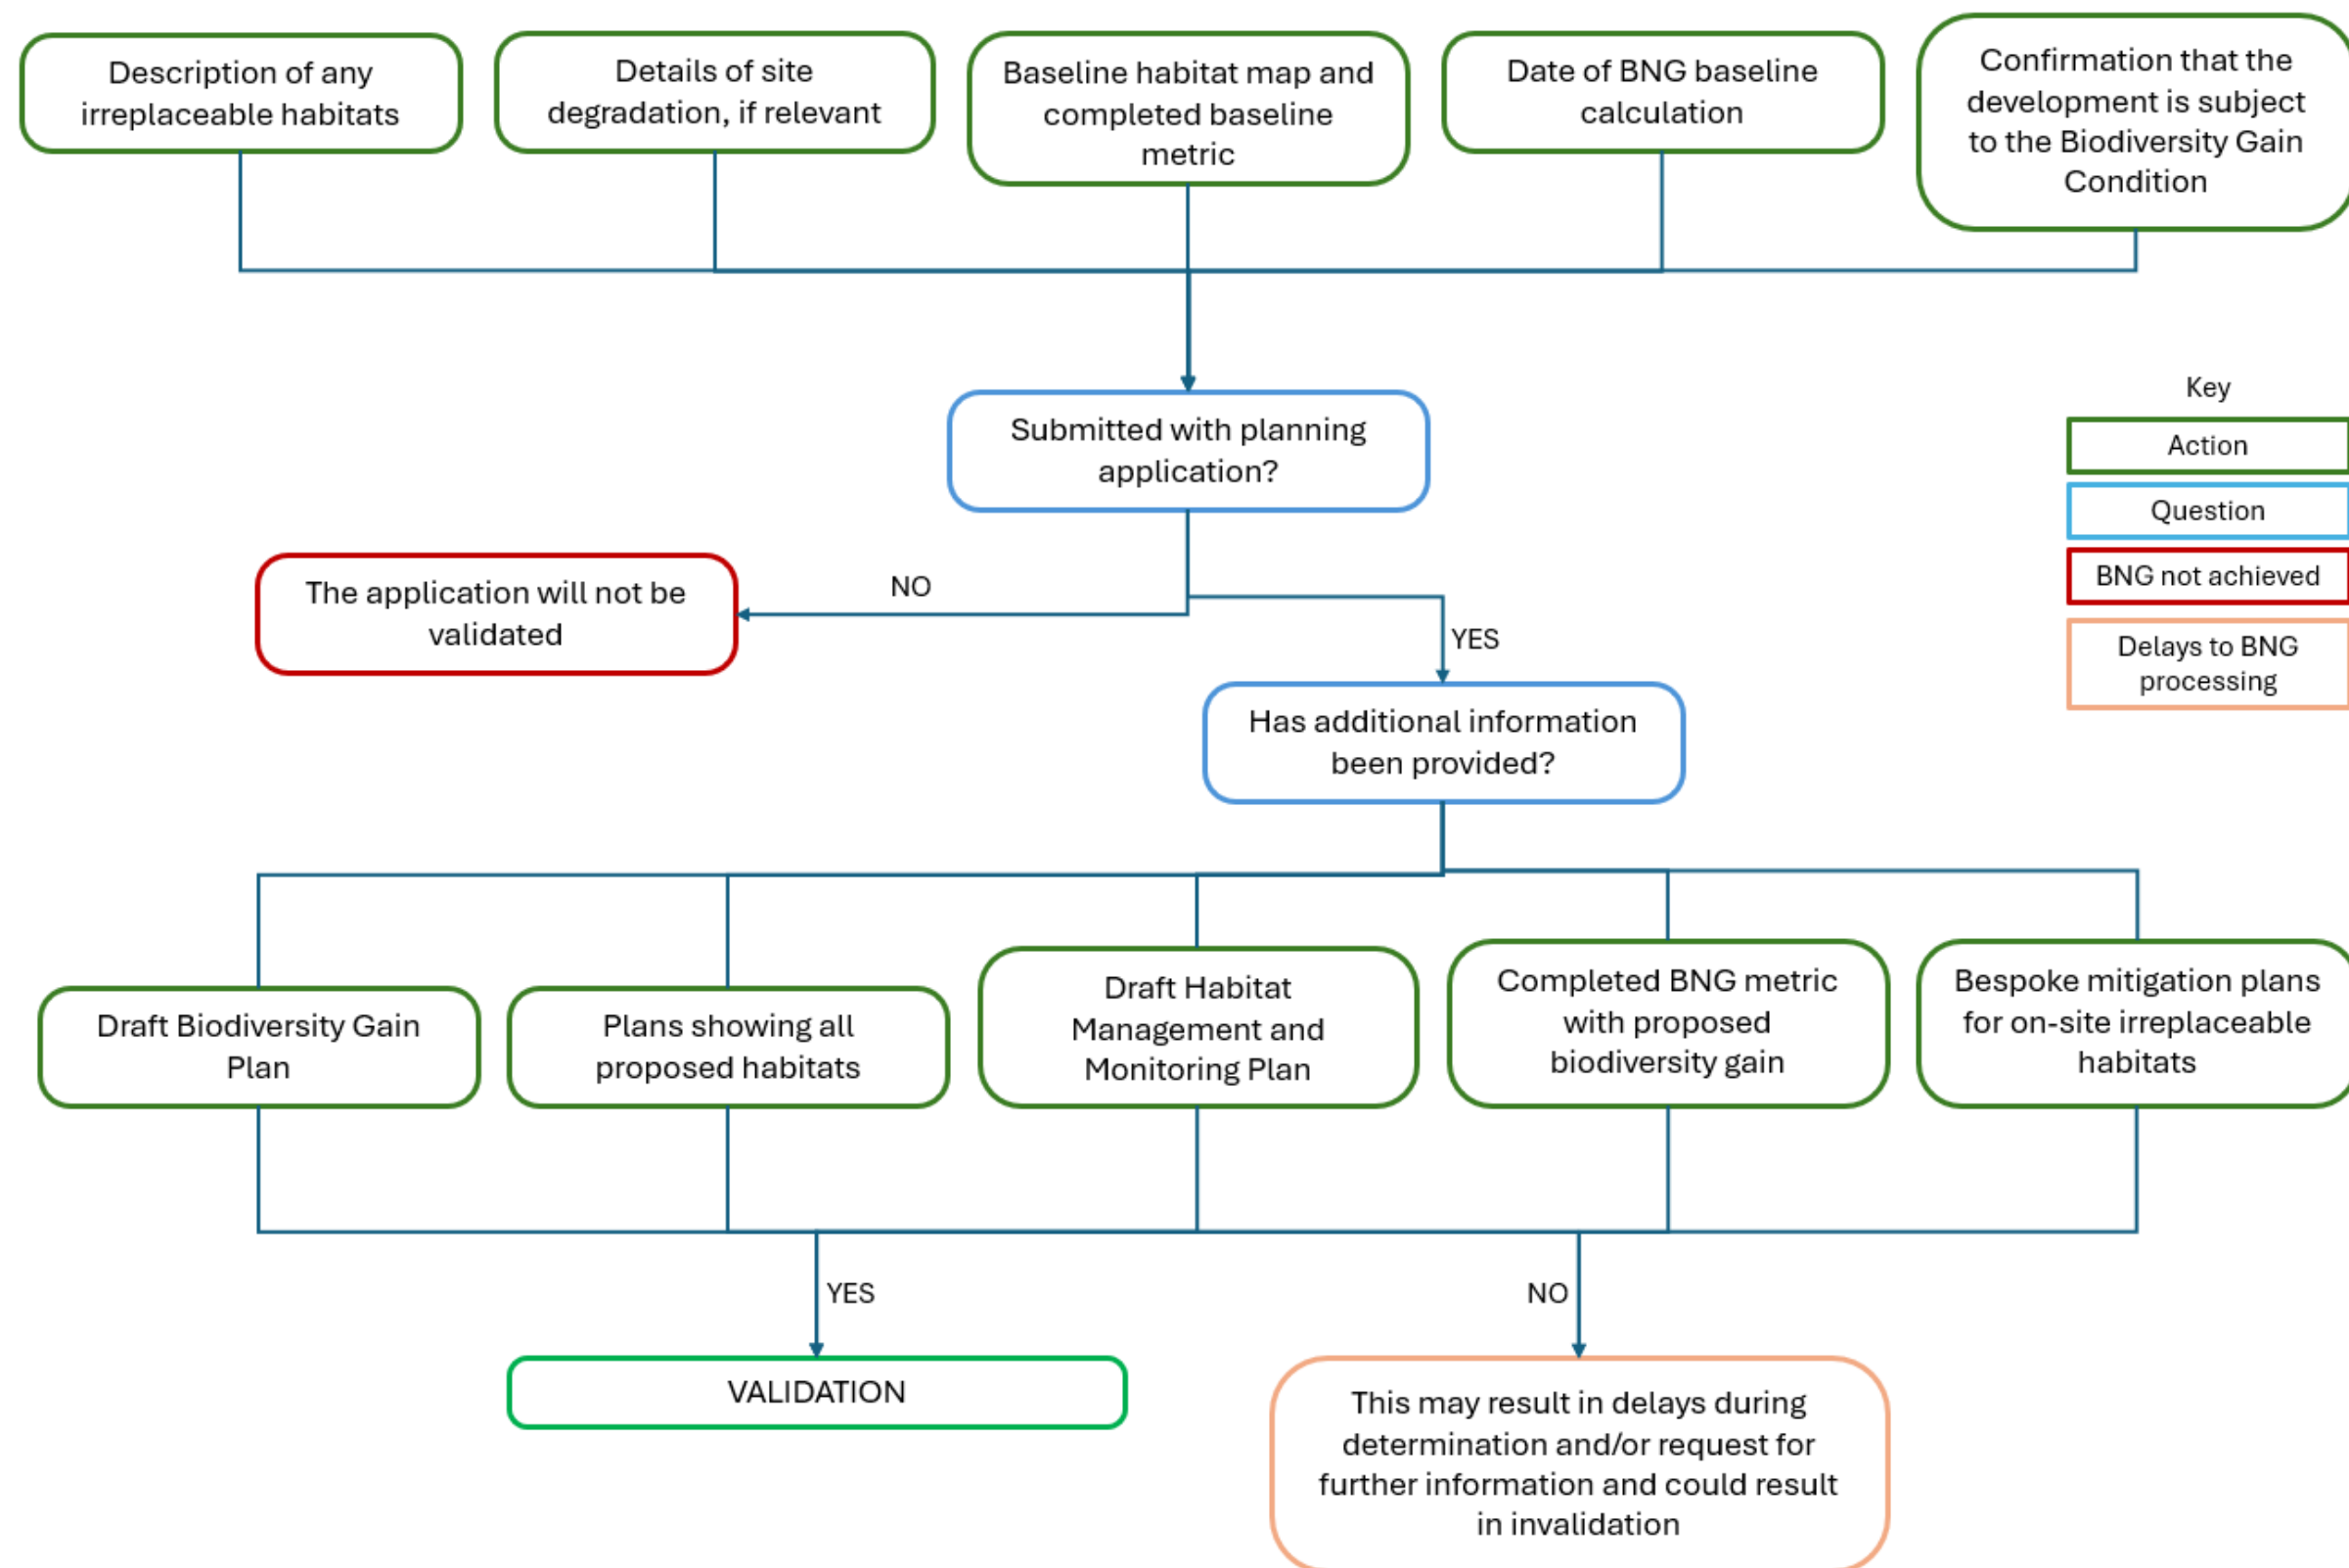 Description of any
irreplaceable habitats
Details of site
degradation, if relevant
Baseline habitat map and
completed baseline
metric
Date of BNG baseline
calculation
Confirmation that the
development is subject
to the Biodiversity Gain
Condition
Submitted with planning
application?
Key
Action
Question
BNG not achieved
Delays to BNG
processing
NO
The application will not be
validated
YES
Has additional information
been provided?
Draft Biodiversity Gain
Plan
Plans showing all
proposed habitats
Draft Habitat
Management and
Monitoring Plan
Completed BNG metric
with proposed
biodiversity gain
Bespoke mitigation plans
for on-site irreplaceable
habitats
YES
NO
VALIDATION
This may result in delays during
determination and/or request for
further information and could result
in invalidation